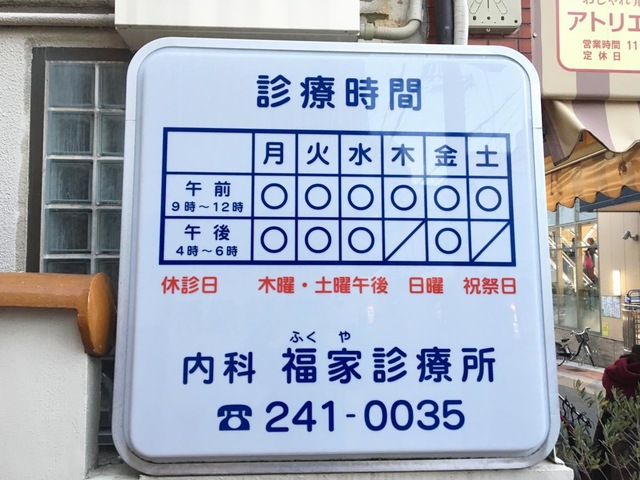 診療時間
月 火 水 木 金 土
午前 ○ ○ ○ ○ ○ ○
9時～12時
午後 ○ ○ ○ ／ ○ ／
4時～6時
休診日 木曜・土曜午後 日曜 祝祭日
ふくや
内科 福家診療所
☎241-0035
アトリエ
営業時間 11
定休日